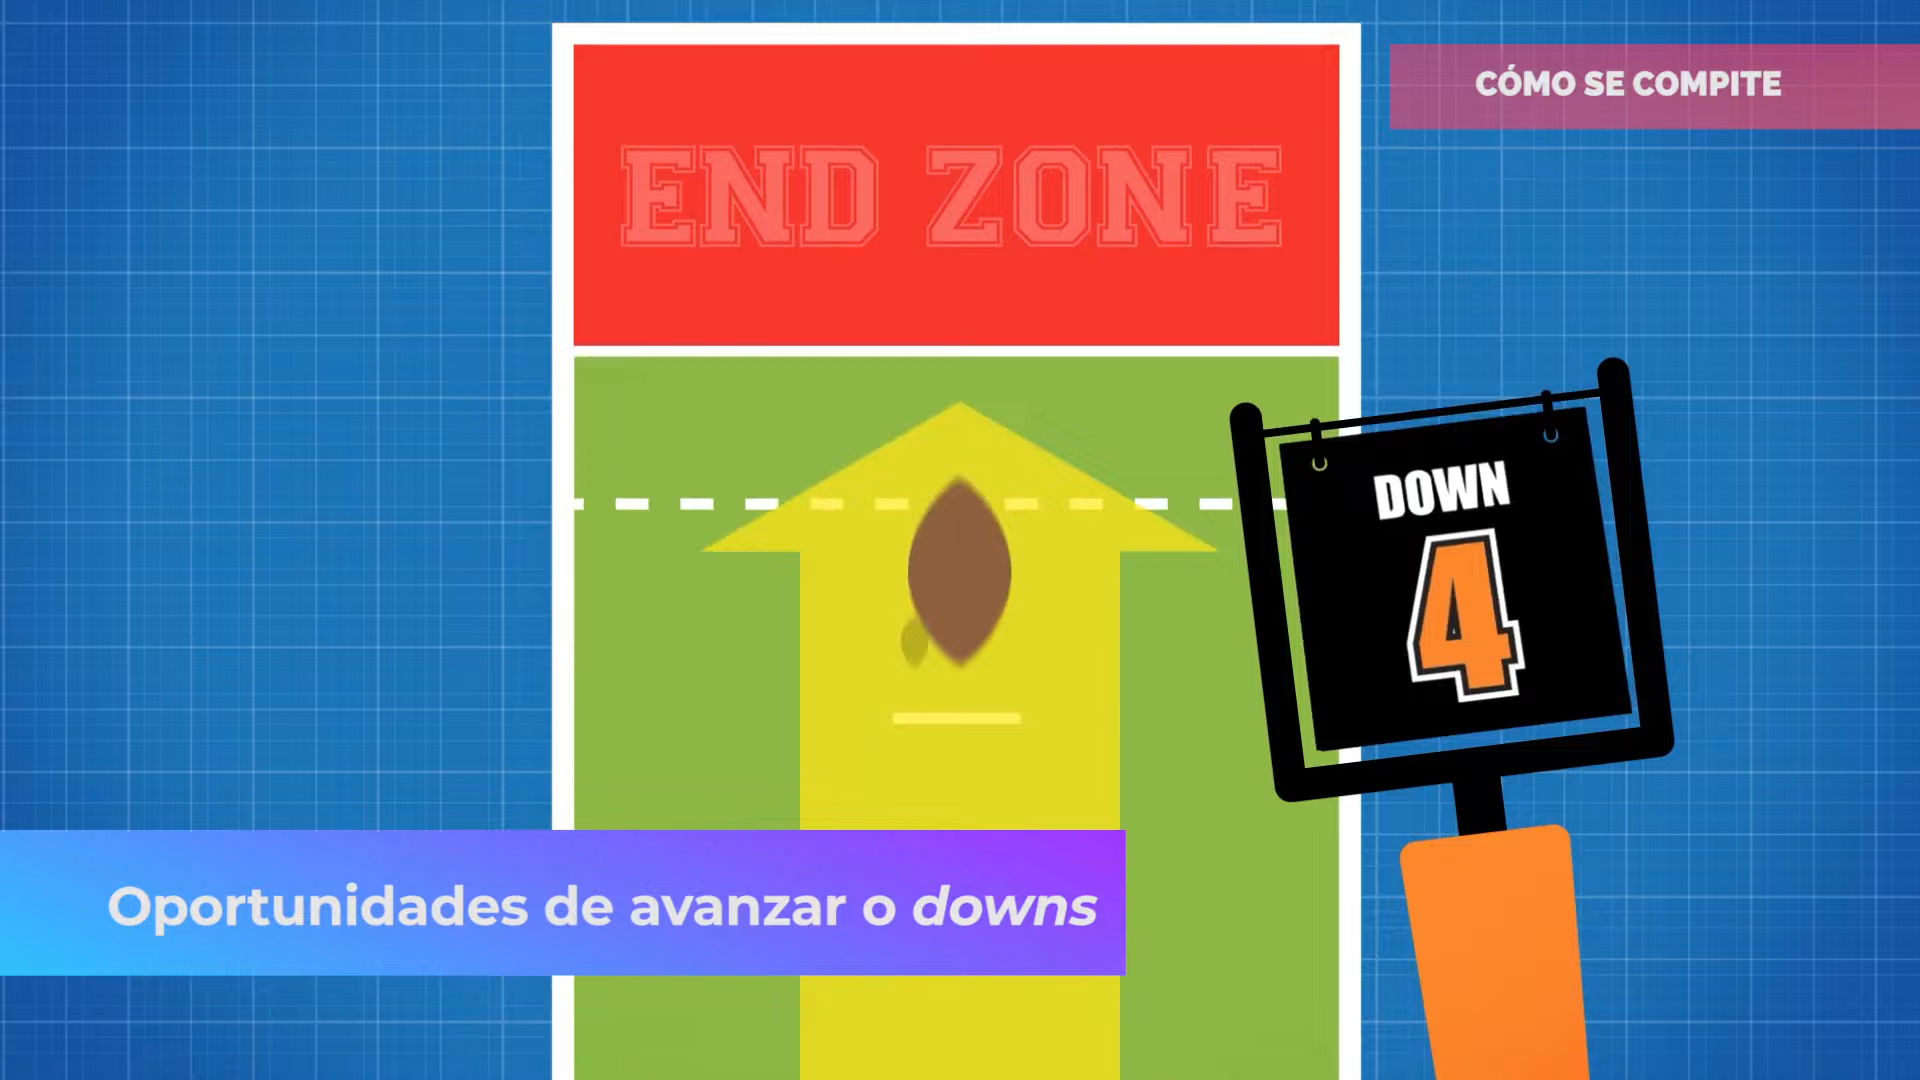 CÓMO SE COMPITE
END ZONE
DOWN
4
Oportunidades de avanzar o downs